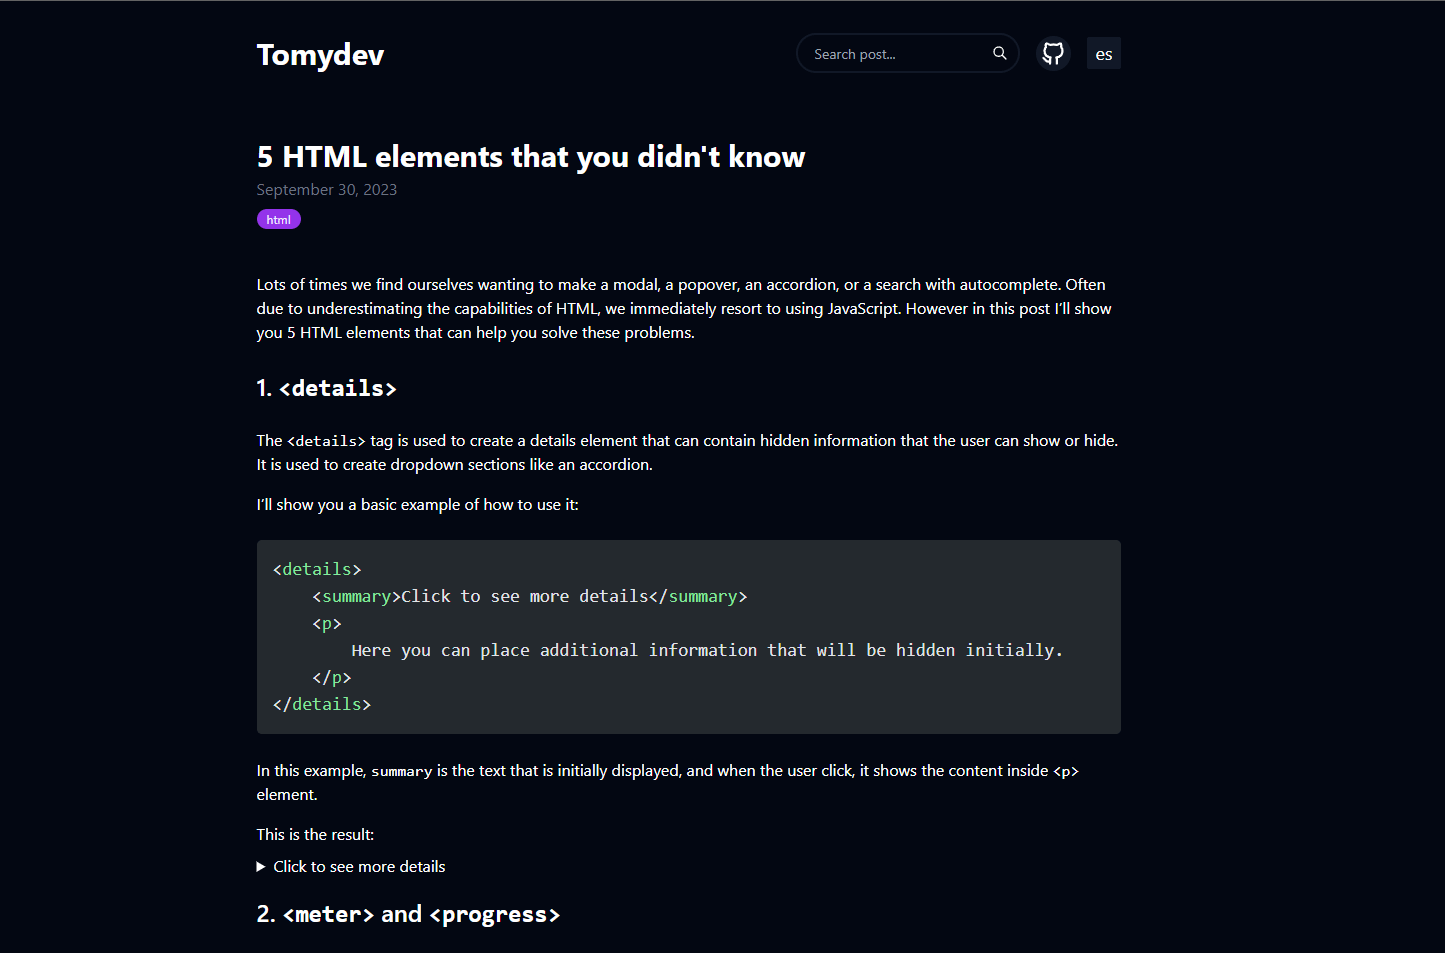 Tomydev
Search post...
es
5 HTML elements that you didn't know
September 30, 2023
html
Lots of times we find ourselves wanting to make a modal, a popover, an accordion, or a search with autocomplete. Often
due to underestimating the capabilities of HTML, we immediately resort to using JavaScript. However in this post I’ll show
you 5 HTML elements that can help you solve these problems.
1. <details>
The <details> tag is used to create a details element that can contain hidden information that the user can show or hide.
It is used to create dropdown sections like an accordion.
I’ll show you a basic example of how to use it:
<details>
    <summary>Click to see more details</summary>
    <p>
        Here you can place additional information that will be hidden initially.
    </p>
</details>
In this example, summary is the text that is initially displayed, and when the user click, it shows the content inside <p>
element.
This is the result:
Click to see more details
2. <meter> and <progress>